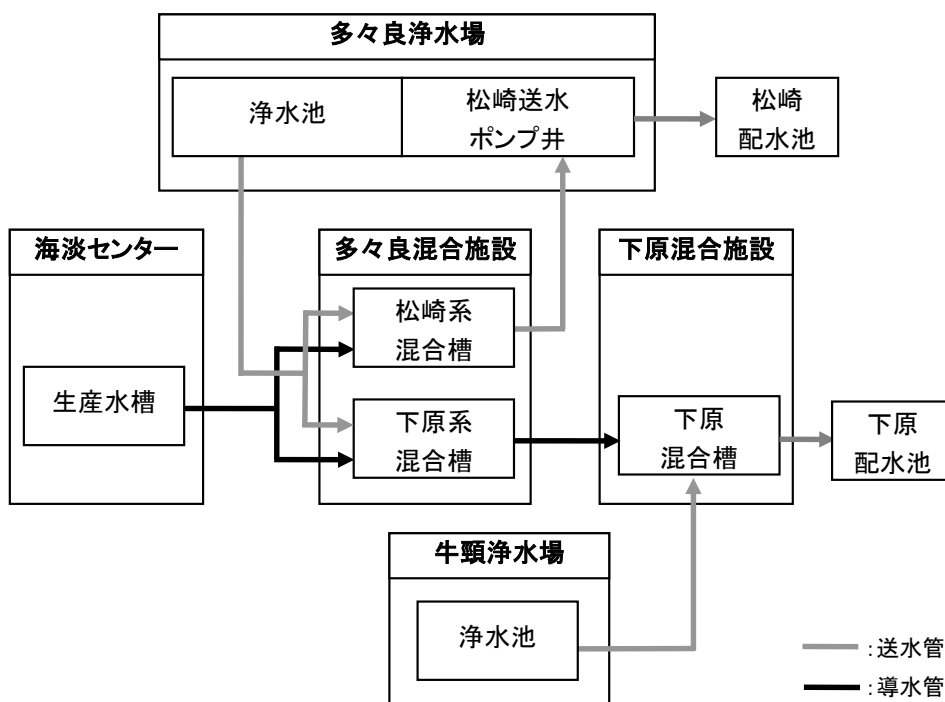 多々良浄水場
浄水池
松崎送水
ポンプ井
松崎
配水池
海淡センター
生産水槽
多々良混合施設
松崎系
混合槽
下原系
混合槽
下原混合施設
下原
混合槽
下原
配水池
牛頸浄水場
浄水池
：送水管
：導水管